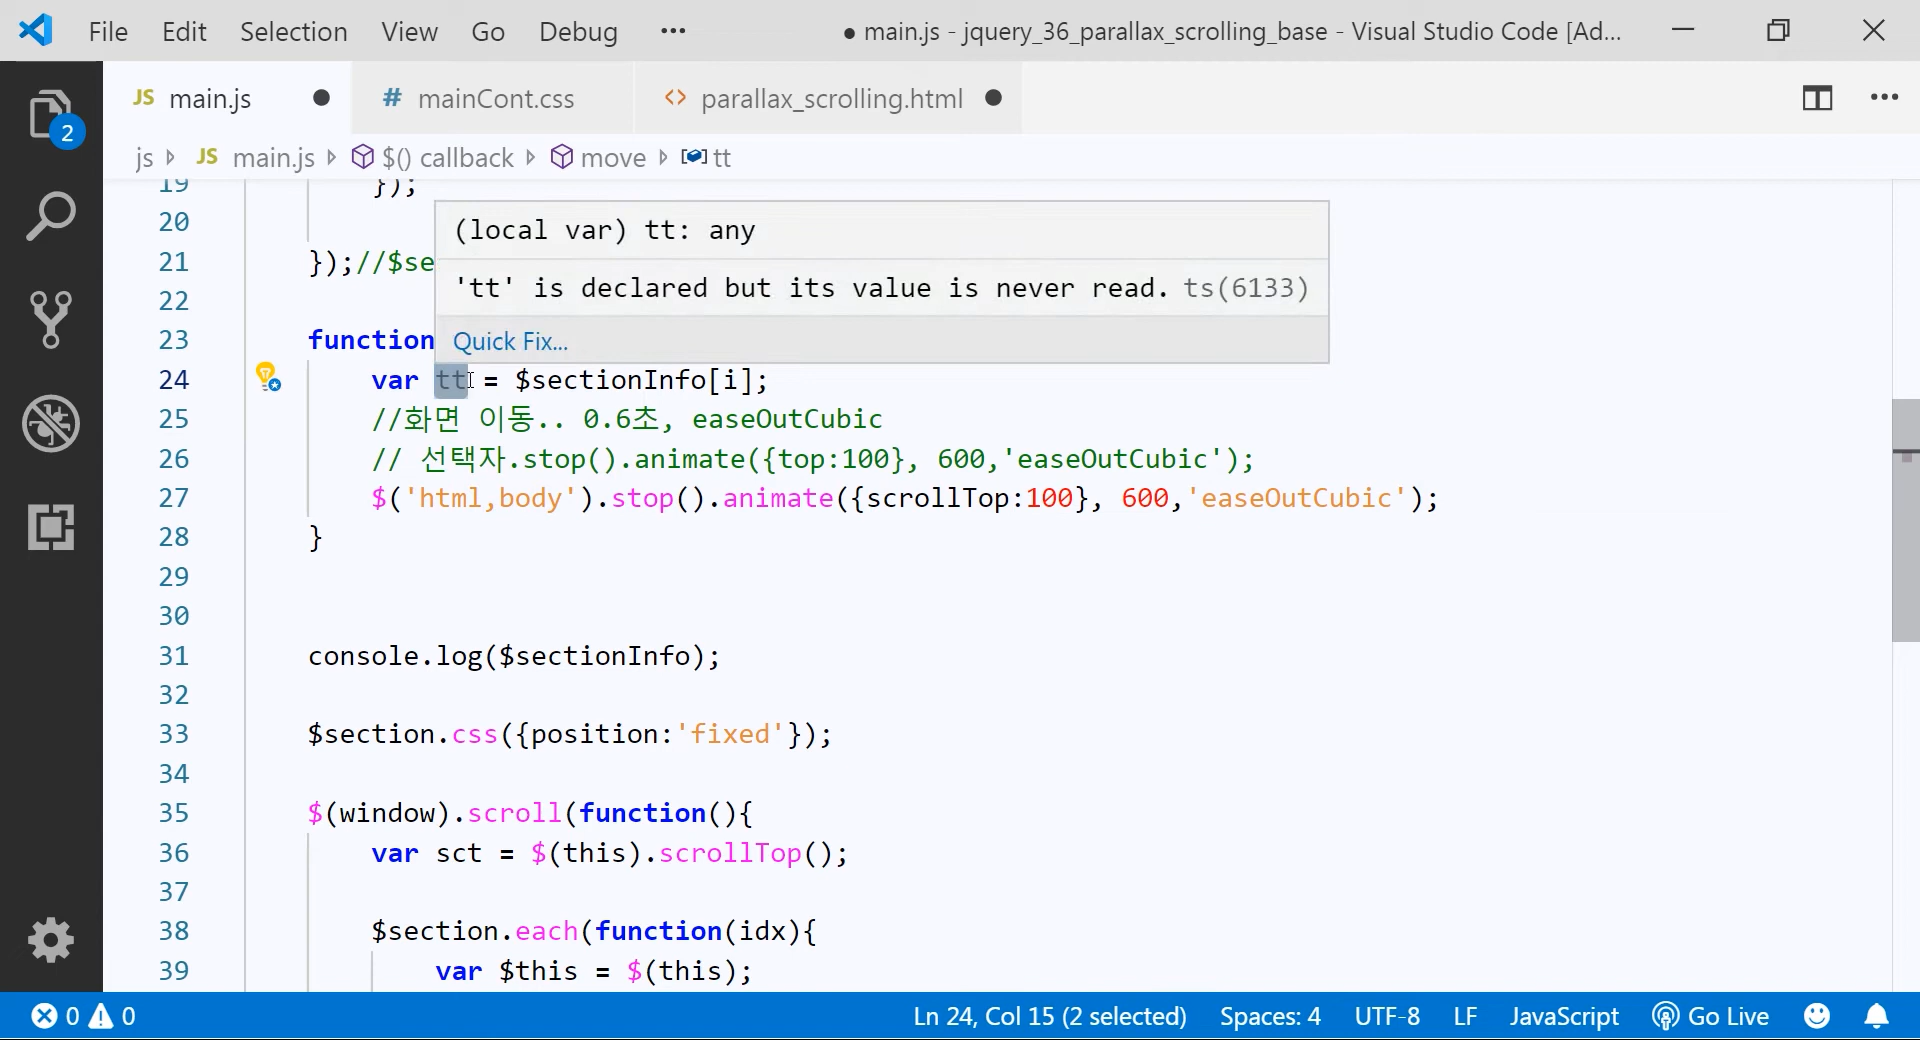 File Edit Selection View Go Debug ••• ● main.js - jquery_36_parallax_scrolling_base - Visual Studio Code [Ad...
JS main.js ● # mainCont.css <> parallax_scrolling.html ●
2
js JS main.js $() callback move tt
19 });
20
21 });//$se
22
23 function
24 var tt = $sectionInfo[i];
25 //화면 이동.. 0.6초, easeOutCubic
26 // 선택자.stop().animate({top:100}, 600,'easeOutCubic');
27 $('html,body').stop().animate({scrollTop:100}, 600,'easeOutCubic');
28 }
29
30
31 console.log($sectionInfo);
32
33 $section.css({position:'fixed'});
34
35 $(window).scroll(function(){
36 var sct = $(this).scrollTop();
37
38 $section.each(function(idx){
39 var $this = $(this);
(local var) tt: any
'tt' is declared but its value is never read. ts(6133)
Quick Fix...
0 0 Ln 24, Col 15 (2 selected) Spaces: 4 UTF-8 LF JavaScript Go Live